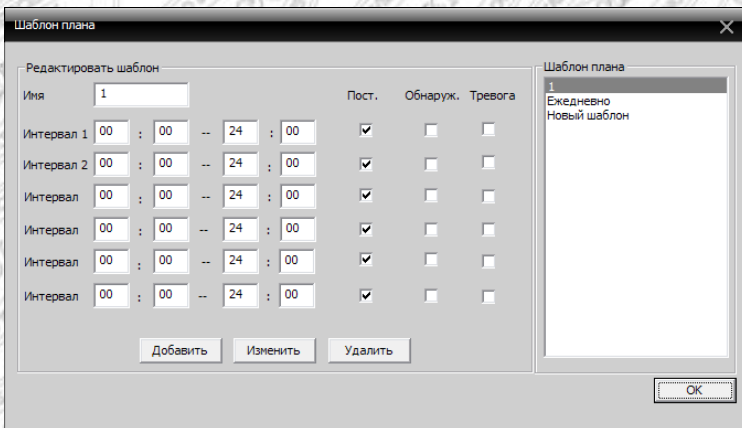 Шаблон плана
Редактировать шаблон
Имя 1 Пост. Обнаруж. Тревога
Интервал 1 00 : 00 -- 24 : 00
Интервал 2 00 : 00 -- 24 : 00
Интервал 00 : 00 -- 24 : 00
Интервал 00 : 00 -- 24 : 00
Интервал 00 : 00 -- 24 : 00
Интервал 00 : 00 -- 24 : 00
Добавить Изменить Удалить
Шаблон плана
1
Ежедневно
Новый шаблон
OK